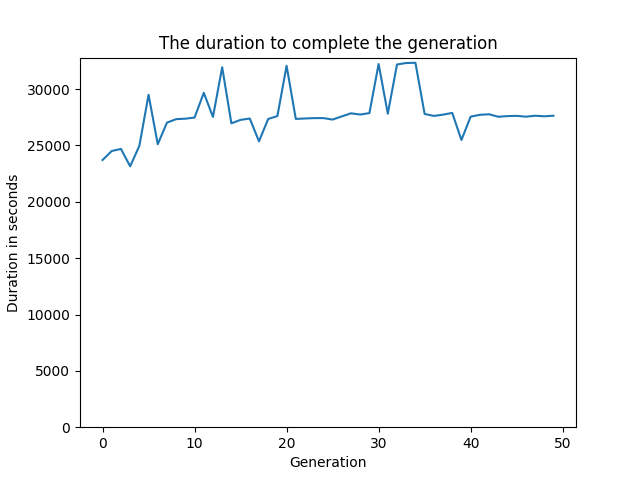 The duration to complete the generation
30000
25000
20000
15000
10000
5000
0
Duration in seconds
0 10 20 30 40 50
Generation